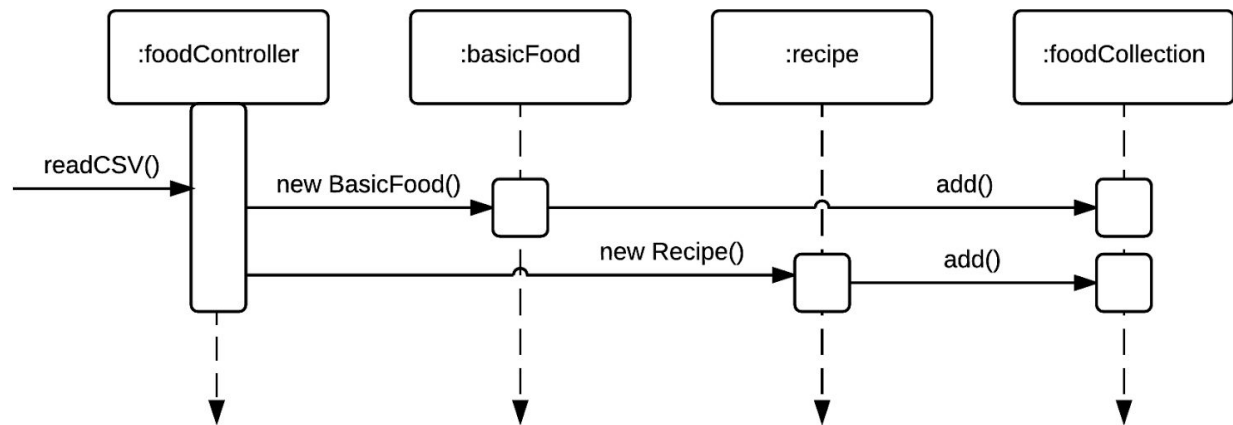 :foodController
:basicFood
:recipe
:foodCollection
readCSV()
new BasicFood()
add()
new Recipe()
add()